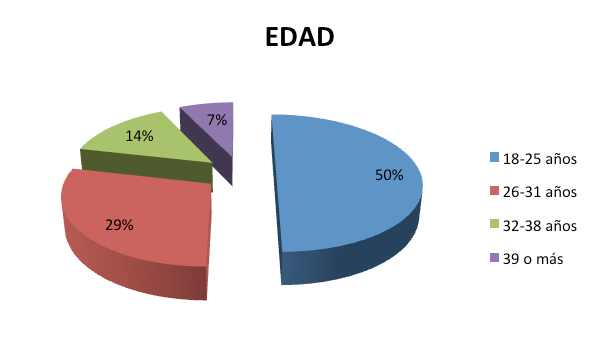 EDAD
7%
14%
50%
29%
18-25 años
26-31 años
32-38 años
39 o más